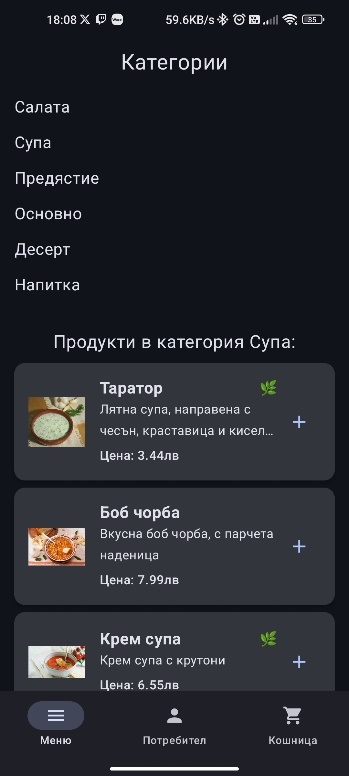 18:08 59.6KB/s 85
Категории
Салата
Супа
Предястие
Основно
Десерт
Напитка
Продукти в категория Супа:
Таратор
Лятна супа, направена с
чесън, краставица и кисел…
Цена: 3.44лв
Боб чорба
Вкусна боб чорба, с парчета
наденица
Цена: 7.99лв
Крем супа
Крем супа с крутони
Цена: 6.55лв
Меню Потребител Кошница